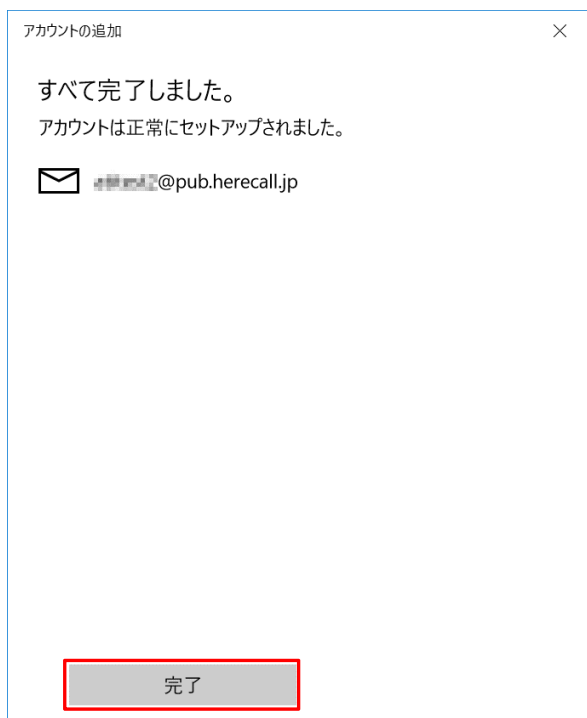 アカウントの追加
すべて完了しました。
アカウントは正常にセットアップされました。
@pub.herecall.jp
完了